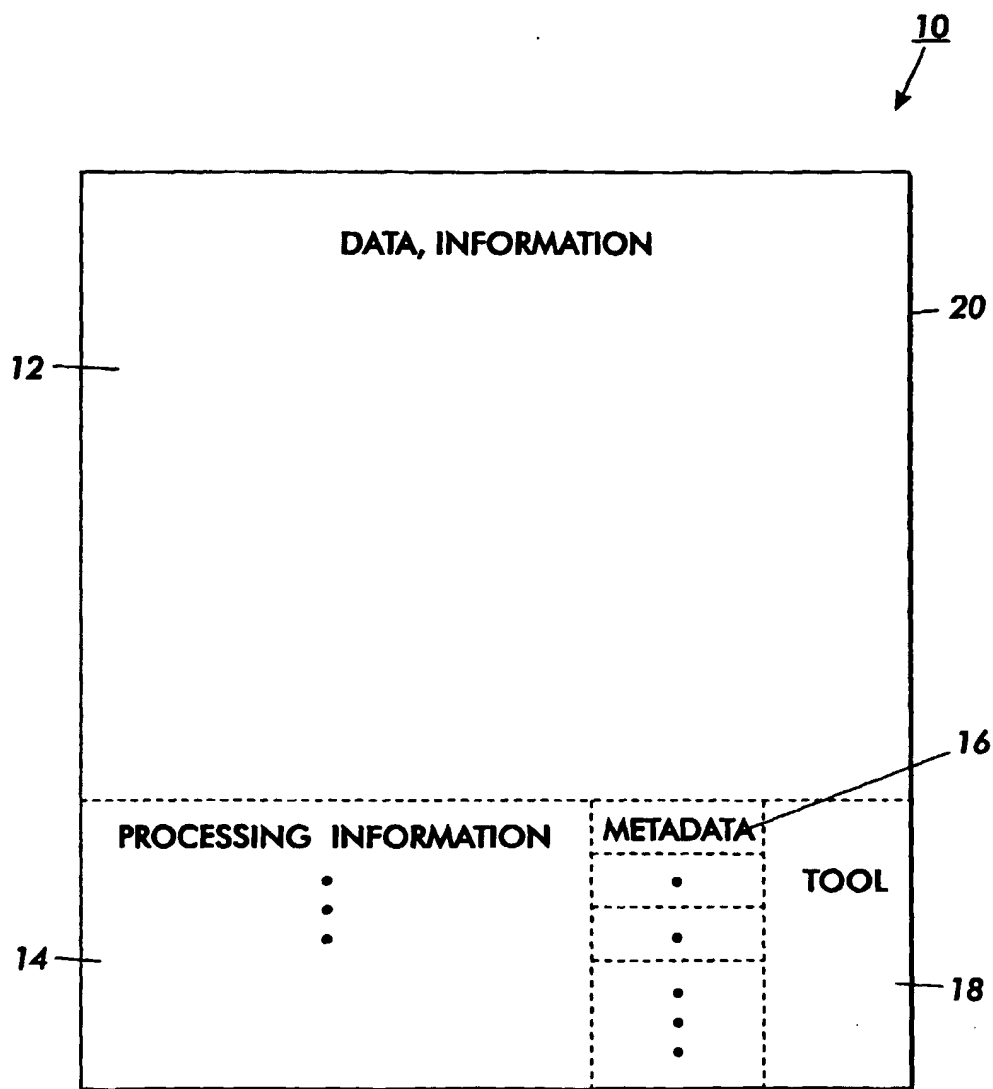 10
DATA, INFORMATION
20
12
16
PROCESSING INFORMATION
METADATA
TOOL
14
18